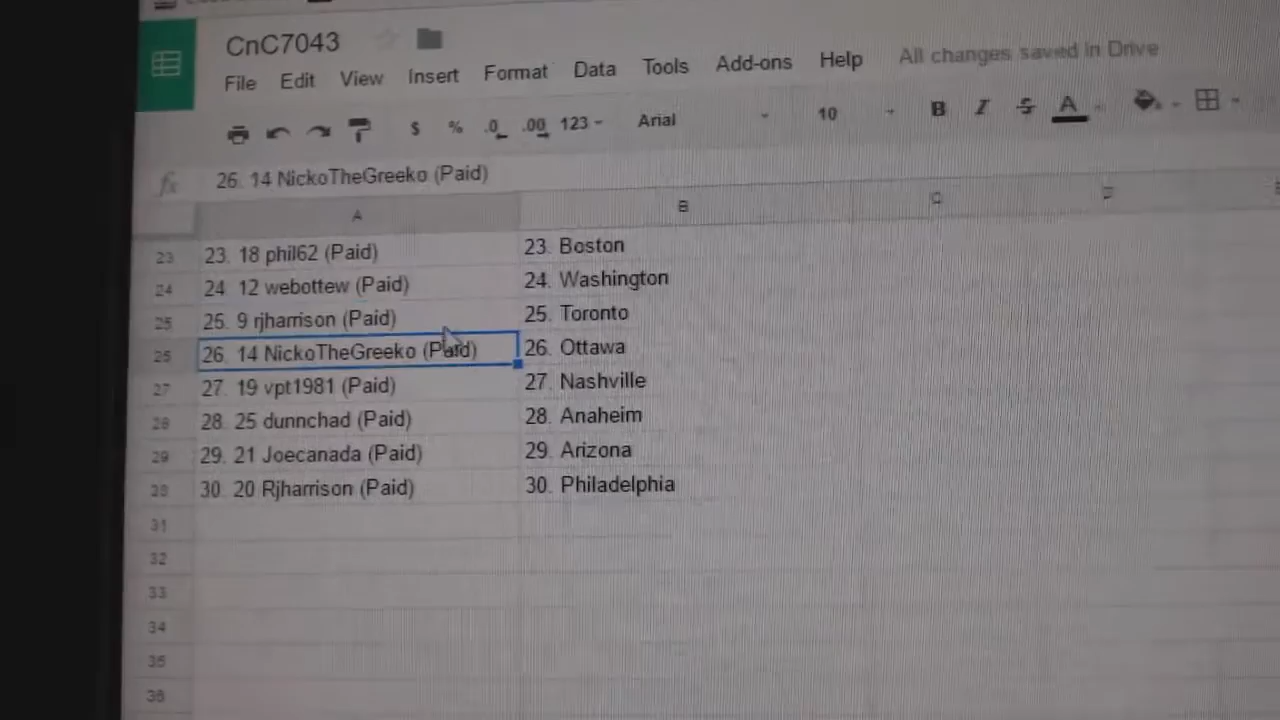 CnC7043
File Edit View Insert Format Data Tools Add-ons Help All changes saved in Drive
$ % .0 .00 123 Arial 10 B I S A
fx 26. 14 NickoTheGreeko (Paid)
A B C D
23 23. 18 phil62 (Paid) 23. Boston
24 24 12 webottew (Paid) 24. Washington
25 25. 9 rjharrison (Paid) 25. Toronto
26 26. 14 NickoTheGreeko (Paid) 26. Ottawa
27 27. 19 vpt1981 (Paid) 27. Nashville
28 28. 25 dunnchad (Paid) 28. Anaheim
29 29. 21 Joecanada (Paid) 29. Arizona
30 30 20 Rjharrison (Paid) 30. Philadelphia
31
32
33
34
35
36